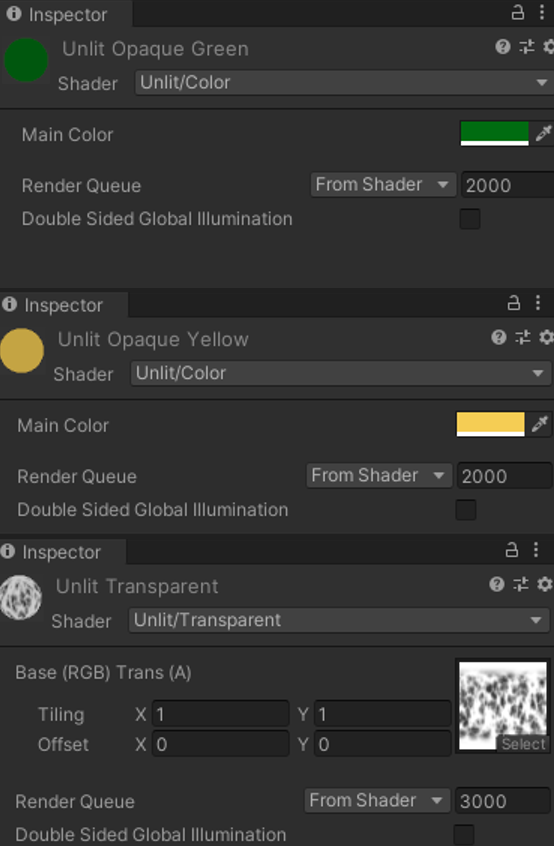 Inspector
Unlit Opaque Green
Shader Unlit/Color
Main Color
Render Queue From Shader 2000
Double Sided Global Illumination
Inspector
Unlit Opaque Yellow
Shader Unlit/Color
Main Color
Render Queue From Shader 2000
Double Sided Global Illumination
Inspector
Unlit Transparent
Shader Unlit/Transparent
Base (RGB) Trans (A)
Tiling X 1 Y 1
Offset X 0 Y 0
Select
Render Queue From Shader 3000
Double Sided Global Illumination